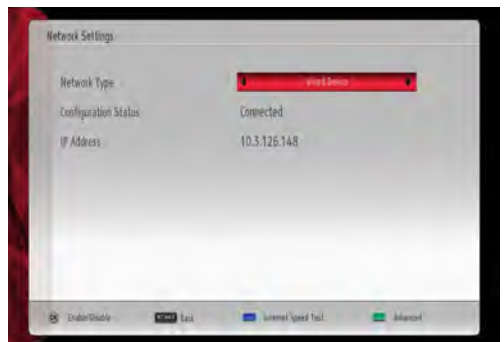 Network Settings
Network Type Wired Device
Configuration Status Connected
IP Address 10.3.126.148
OK Enable/Disable Back Internet Speed Test Advanced